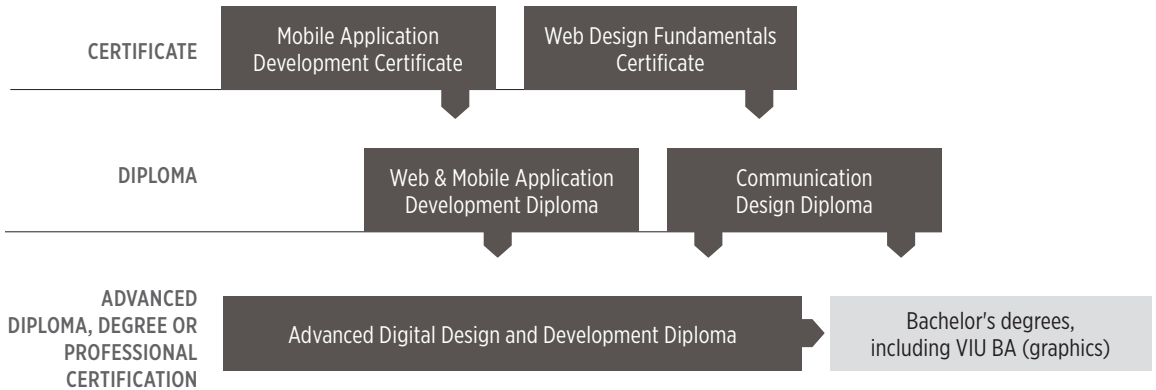 CERTIFICATE
Mobile Application
Development Certificate
Web Design Fundamentals
Certificate
DIPLOMA
Web & Mobile Application
Development Diploma
Communication
Design Diploma
ADVANCED
DIPLOMA, DEGREE OR
PROFESSIONAL
CERTIFICATION
Advanced Digital Design and Development Diploma
Bachelor's degrees,
including VIU BA (graphics)